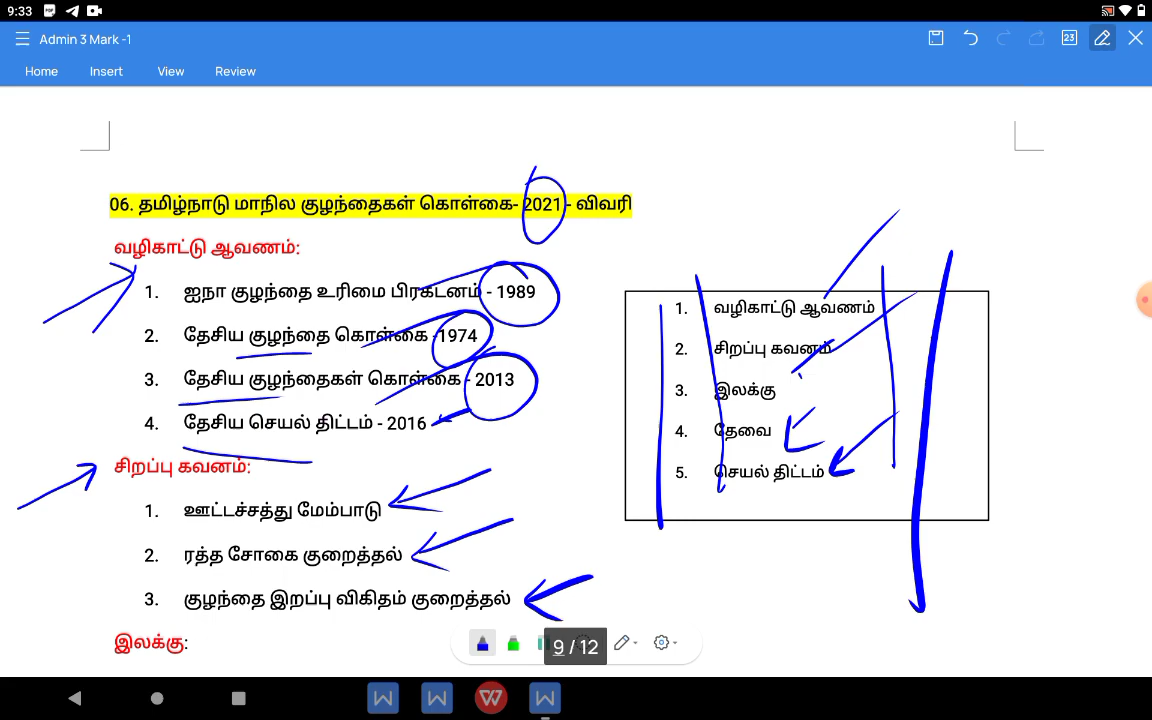 9:33
Admin 3 Mark -1
23
Home Insert View Review
06. தமிழ்நாடு மாநில குழந்தைகள் கொள்கை- 2021 - விவரி
வழிகாட்டு ஆவணம்:
1. ஐநா குழந்தை உரிமை பிரகடனம் - 1989
2. தேசிய குழந்தை கொள்கை -1974
3. தேசிய குழந்தைகள் கொள்கை - 2013
4. தேசிய செயல் திட்டம் - 2016
சிறப்பு கவனம்:
1. ஊட்டச்சத்து மேம்பாடு
2. ரத்த சோகை குறைத்தல்
3. குழந்தை இறப்பு விகிதம் குறைத்தல்
இலக்கு:
1. வழிகாட்டு ஆவணம்
2. சிறப்பு கவனம்
3. இலக்கு
4. தேவை
5. செயல் திட்டம்
9 / 12